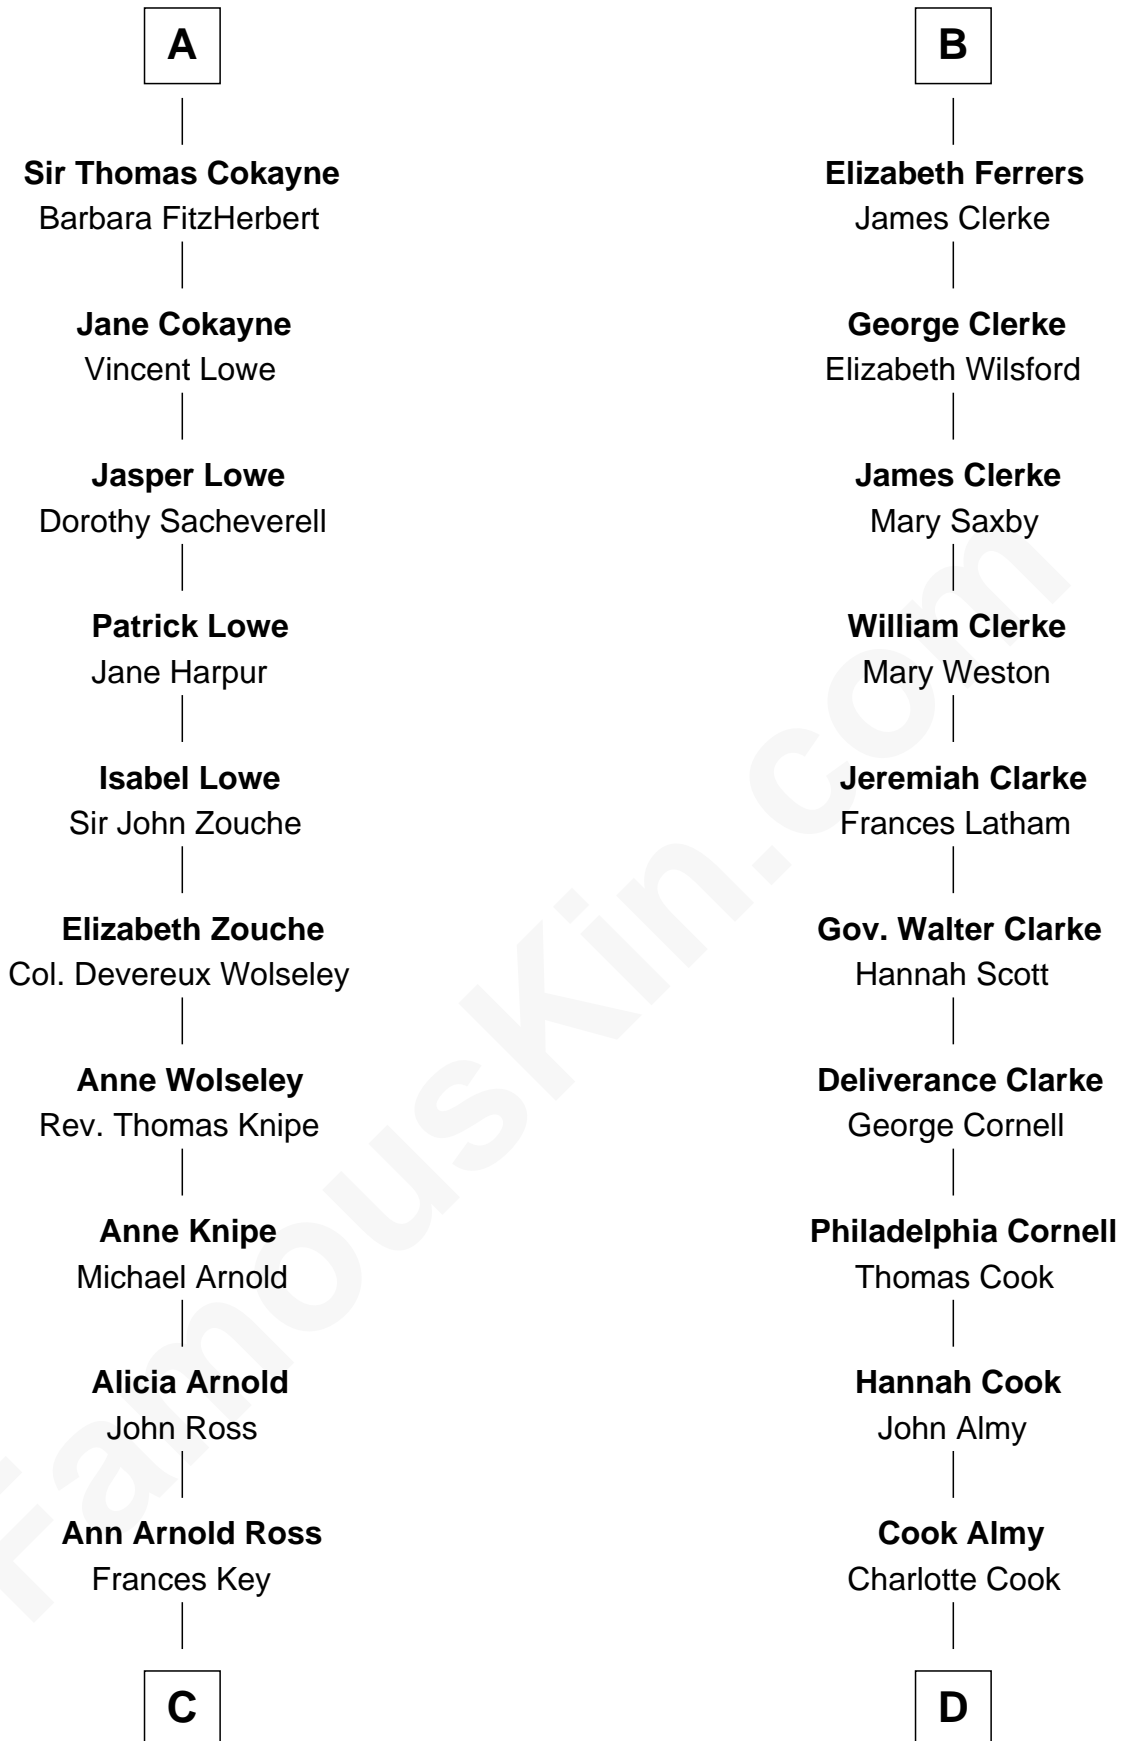 A
Sir Thomas Cokayne
Barbara FitzHerbert
Jane Cokayne
Vincent Lowe
Jasper Lowe
Dorothy Sacheverell
Patrick Lowe
Jane Harpur
Isabel Lowe
Sir John Zouche
Elizabeth Zouche
Col. Devereux Wolseley
Anne Wolseley
Rev. Thomas Knipe
Anne Knipe
Michael Arnold
Alicia Arnold
John Ross
Ann Arnold Ross
Frances Key
C
B
Elizabeth Ferrers
James Clerke
George Clerke
Elizabeth Wilsford
James Clerke
Mary Saxby
William Clerke
Mary Weston
Jeremiah Clarke
Frances Latham
Gov. Walter Clarke
Hannah Scott
Deliverance Clarke
George Cornell
Philadelphia Cornell
Thomas Cook
Hannah Cook
John Almy
Cook Almy
Charlotte Cook
D
FamousKin.com